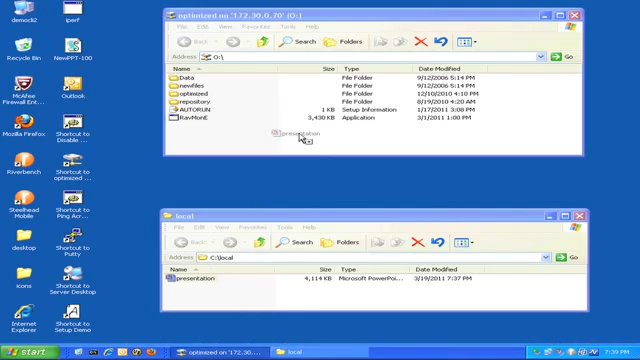 demock2
iperf
Recycle Bin
NewPPT-100
McAfee
Firewall Ente...
Outlook
Mozilla Firefox
Shortcut to
Disable ...
Riverbench
Shortcut to
optimized ...
Steelhead
Mobile
Shortcut to
Ping Acr...
desktop
Shortcut to
Putty
icons
Shortcut to
Server Desktop
Internet
Explorer
Shortcut to
Setup Demo
optimized on '172.30.0.70' (O:)
File Edit View Favorites Tools Help
Back Search Folders
Address O:\ Go
Name Size Type Date Modified
Data File Folder 9/12/2006 5:14 PM
newfiles File Folder 9/12/2006 5:14 PM
optimized File Folder 12/10/2010 4:10 PM
repository File Folder 8/19/2010 4:20 AM
AUTORUN 1 KB Setup Information 1/17/2033 2:34 PM
RavMonE 3,430 KB Application 3/1/2011 1:00 PM
presentation
local
File Edit View Favorites Tools Help
Back Search Folders
Address C:\local Go
Name Size Type Date Modified
presentation 4,114 KB Microsoft PowerPoi... 3/19/2011 7:37 PM
start
optimized on '172.30....
local
7:39 PM